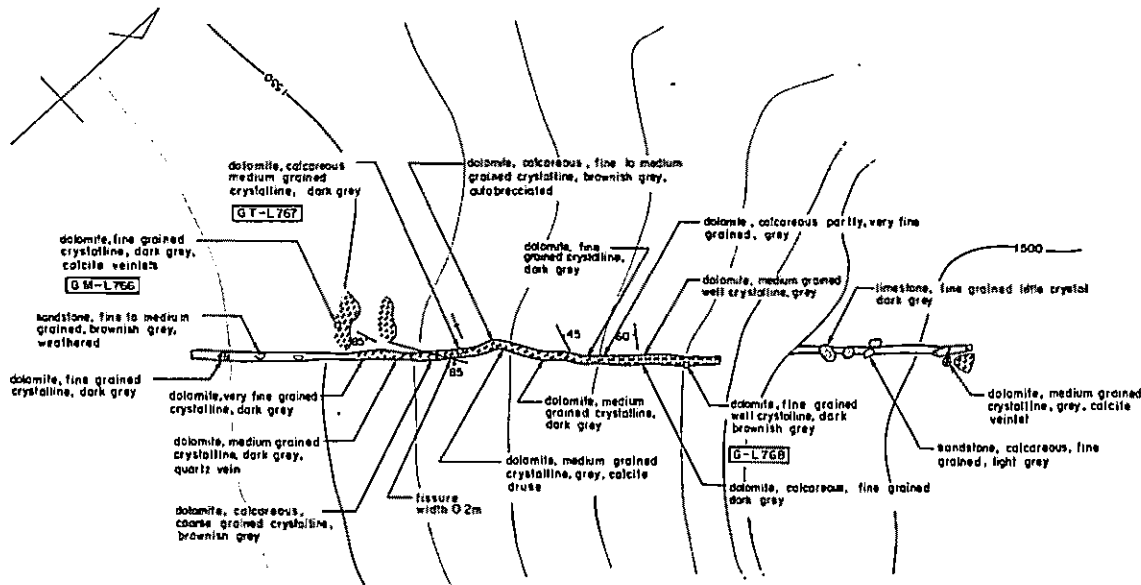 1530
dolomite, calcareous
medium grained
crystalline, dark grey
GT-L767
dolomite, calcareous, fine to medium
grained crystalline, brownish grey,
autobrecciated
dolomite, fine grained
crystalline, dark grey,
calcite veinlets
GM-L766
dolomite, fine
grained crystalline,
dark grey
dolomite, calcareous partly, very fine
grained, grey
dolomite, medium grained
well crystalline, grey
1500
limestone, fine grained little crystal
dark grey
sandstone, fine to medium
grained, brownish grey,
weathered
85
45
60
85
dolomite, fine grained
crystalline, dark grey
dolomite, very fine grained
crystalline, dark grey
dolomite, medium grained
crystalline, dark grey,
quartz vein
dolomite, calcareous,
coarse grained crystalline,
brownish grey
fissure
width 0.2m
dolomite, medium grained
crystalline, grey, calcite
druse
dolomite, medium
grained crystalline,
dark grey
dolomite, fine grained
well crystalline, dark
brownish grey
G-L768
dolomite, calcareous, fine grained
dark grey
dolomite, medium grained
crystalline, grey, calcite
veinlet
sandstone, calcareous, fine
grained, light grey